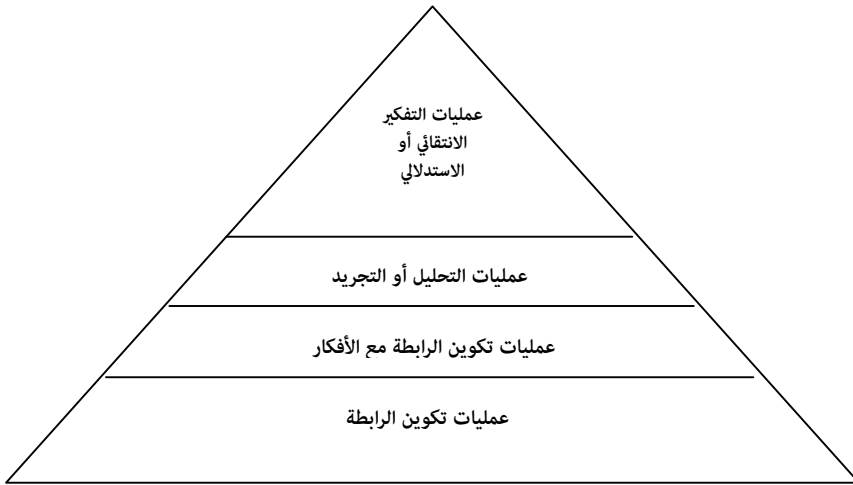 عمليات التفكير
الانتقائي أو
الاستدلالي
عمليات التحليل أو التجريد
عمليات تكوين الرابطة مع الأفكار
عمليات تكوين الرابطة